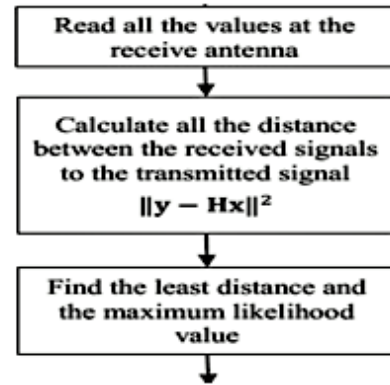 Read all the values at the
receive antenna
Calculate all the distance
between the received signals
to the transmitted signal
‖𝐲 − 𝐇𝐱‖²
Find the least distance and
the maximum likelihood
value